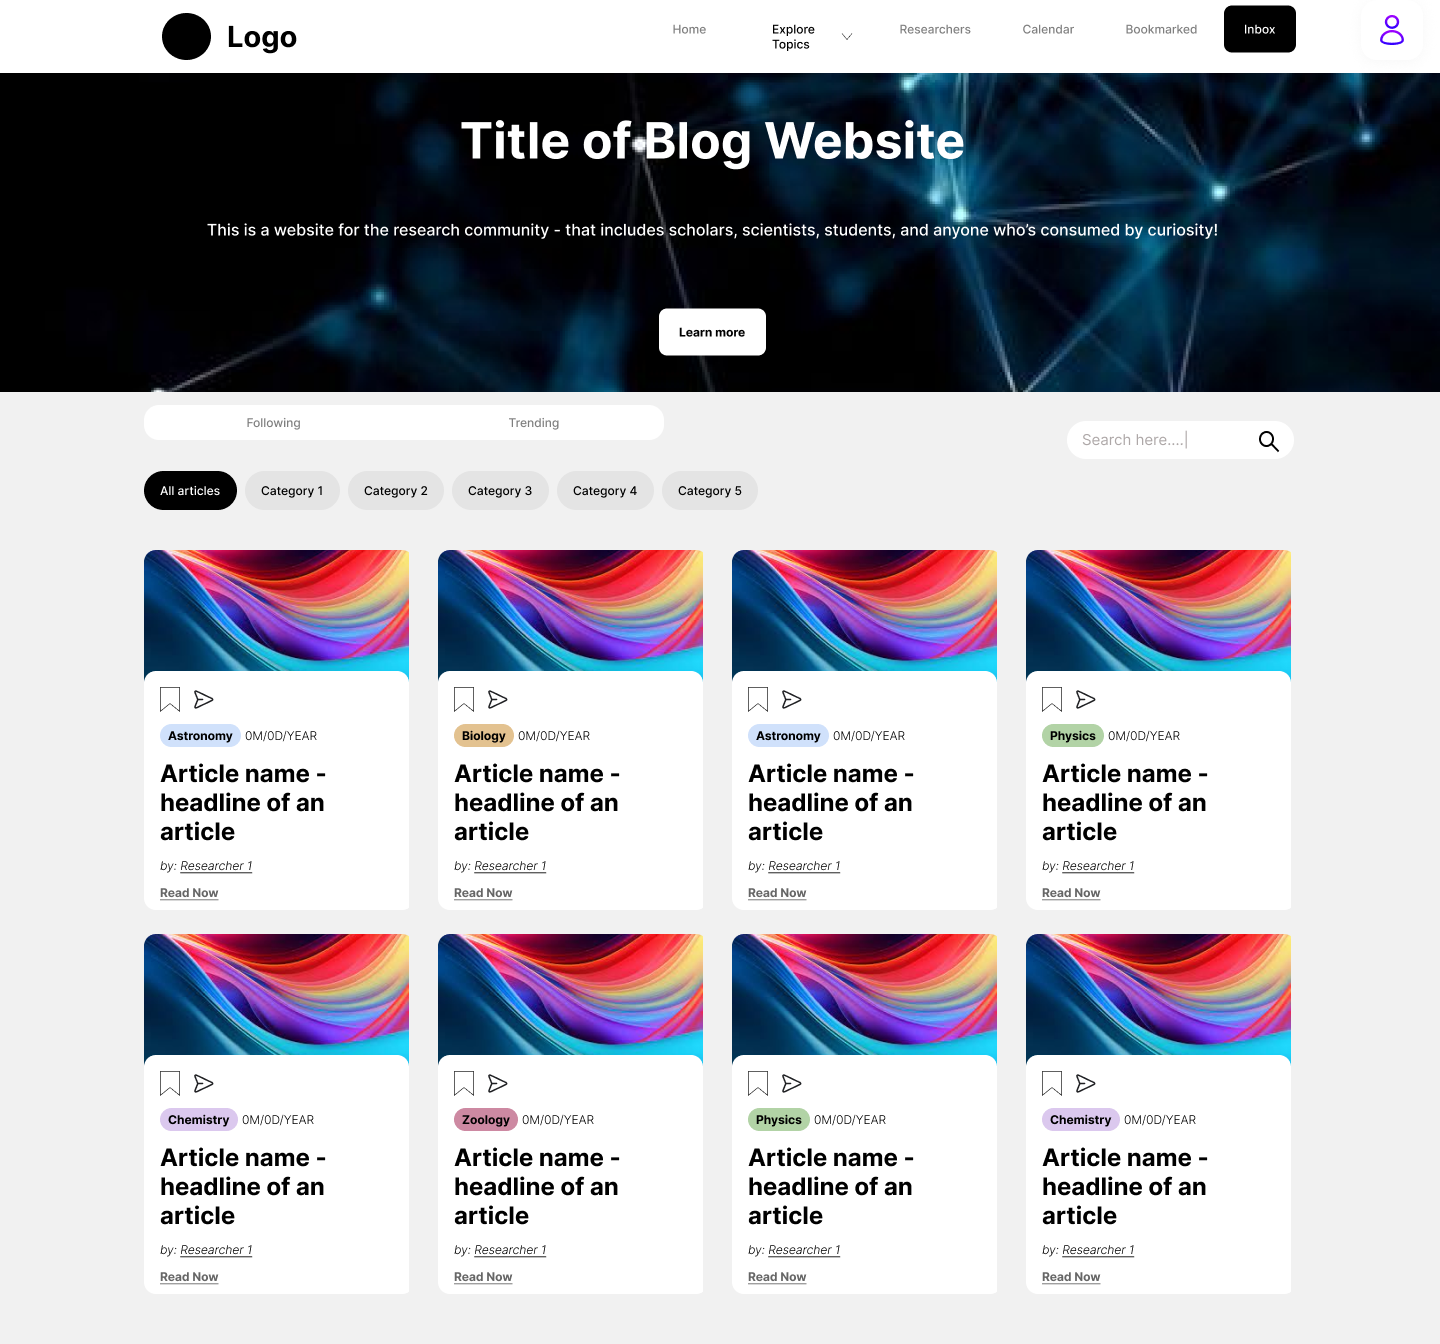 Logo
Home
Explore
Topics
Researchers
Calendar
Bookmarked
Inbox
Title of Blog Website
This is a website for the research community - that includes scholars, scientists, students, and anyone who's consumed by curiosity!
Learn more
Following
Trending
Search here....|
All articles
Category 1
Category 2
Category 3
Category 4
Category 5
Astronomy 0M/0D/YEAR
Article name -
headline of an
article
by: Researcher 1
Read Now
Biology 0M/0D/YEAR
Article name -
headline of an
article
by: Researcher 1
Read Now
Astronomy 0M/0D/YEAR
Article name -
headline of an
article
by: Researcher 1
Read Now
Physics 0M/0D/YEAR
Article name -
headline of an
article
by: Researcher 1
Read Now
Chemistry 0M/0D/YEAR
Article name -
headline of an
article
by: Researcher 1
Read Now
Zoology 0M/0D/YEAR
Article name -
headline of an
article
by: Researcher 1
Read Now
Physics 0M/0D/YEAR
Article name -
headline of an
article
by: Researcher 1
Read Now
Chemistry 0M/0D/YEAR
Article name -
headline of an
article
by: Researcher 1
Read Now